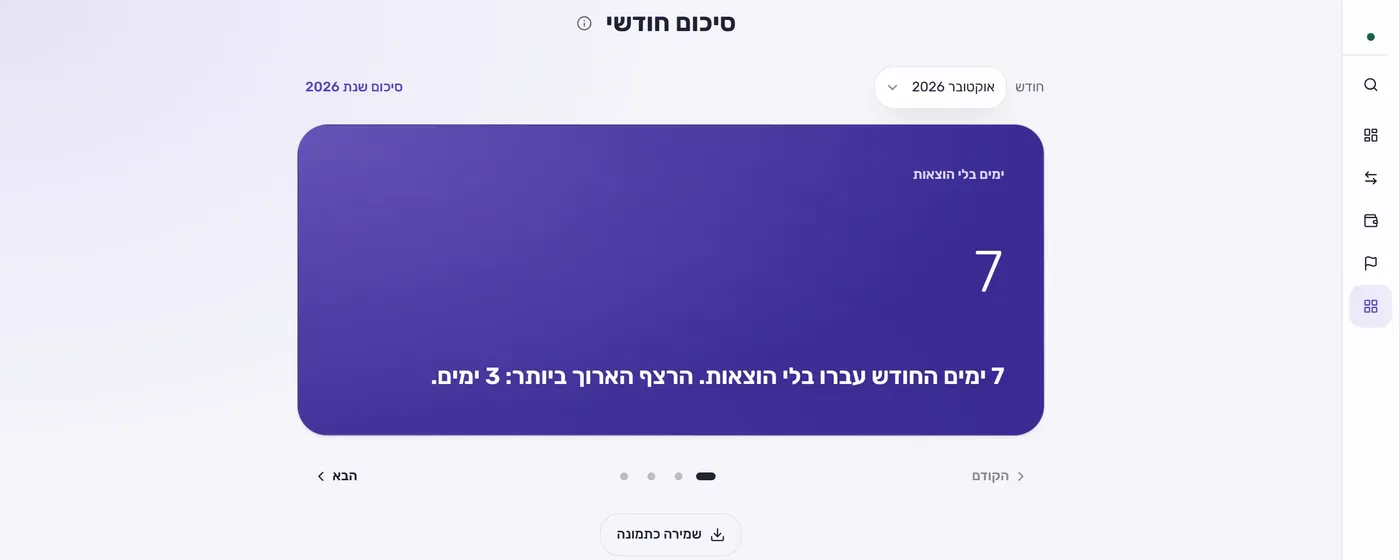 סיכום חודשי
חודש
אוקטובר 2026
סיכום שנת 2026
ימים בלי הוצאות
7
7 ימים החודש עברו בלי הוצאות. הרצף הארוך ביותר: 3 ימים.
הקודם
הבא
שמירה כתמונה